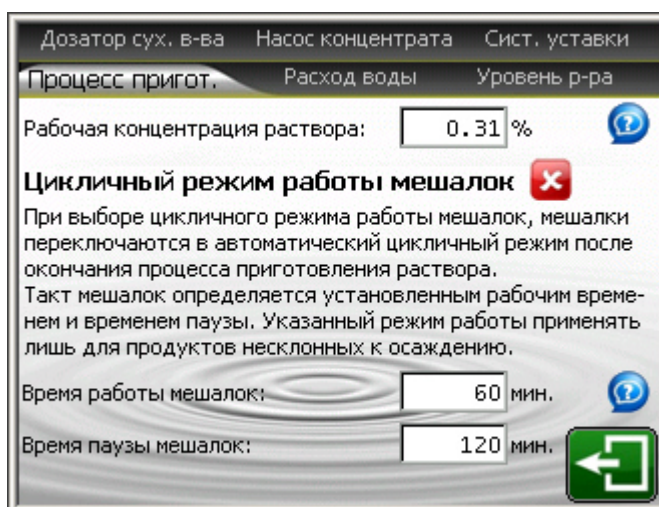 Дозатор сух. в-ва Насос концентрата Сист. уставки
Процесс пригот. Расход воды Уровень р-ра
Рабочая концентрация раствора: 0.31 %
Цикличный режим работы мешалок
При выборе цикличного режима работы мешалок, мешалки
переключаются в автоматический цикличный режим после
окончания процесса приготовления раствора.
Такт мешалок определяется установленным рабочим време-
нем и временем паузы. Указанный режим работы применять
лишь для продуктов несклонных к осаждению.
Время работы мешалок: 60 мин.
Время паузы мешалок: 120 мин.